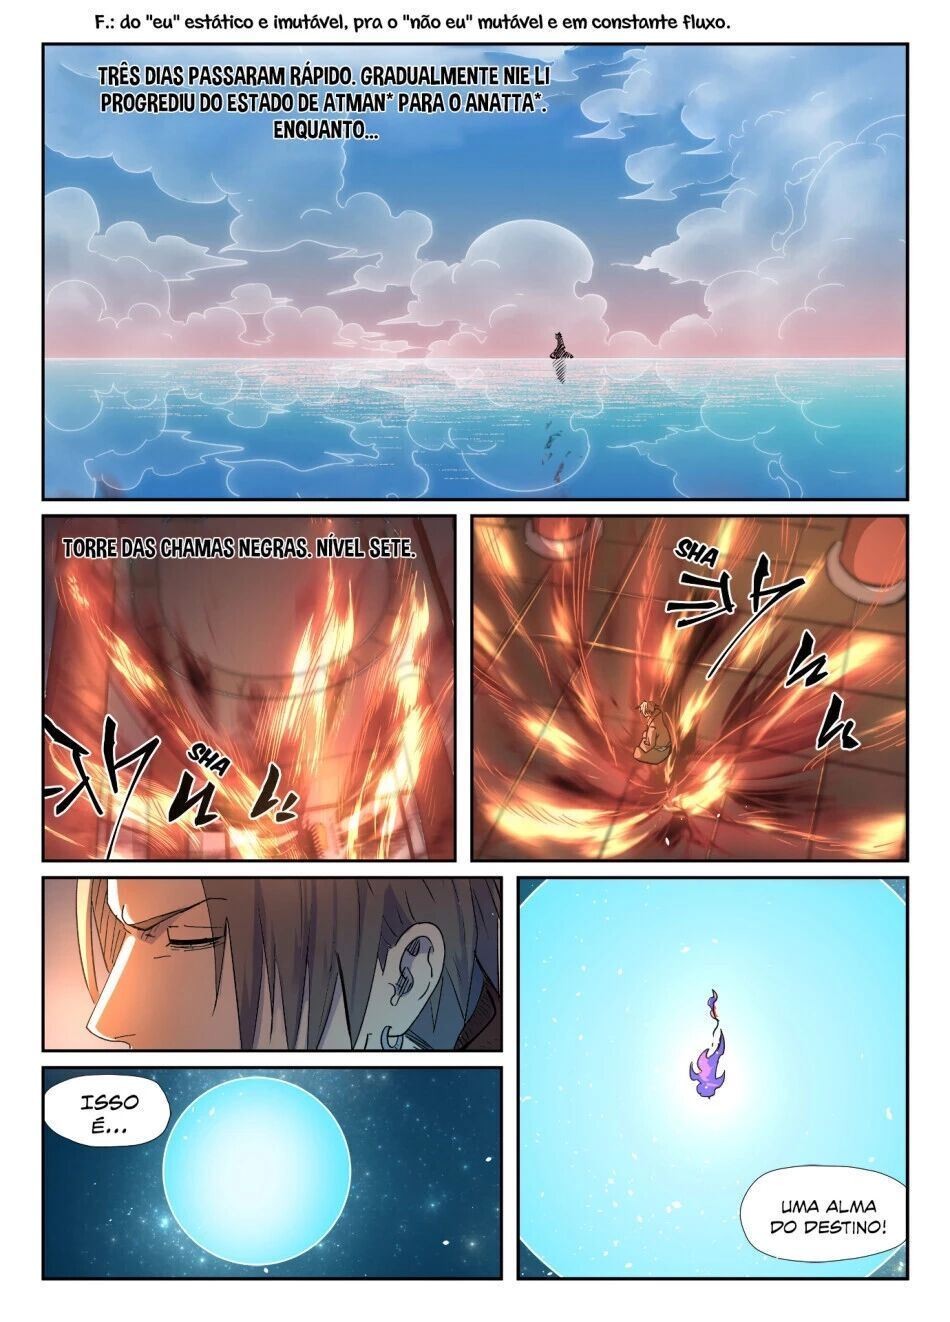 F.: do "eu" estático e imutável, pra o "não eu" mutável e em constante fluxo.
TRÊS DIAS PASSARAM RÁPIDO. GRADUALMENTE NIE LI
PROGREDIU DO ESTADO DE ATMAN* PARA O ANATTA*.
ENQUANTO...
TORRE DAS CHAMAS NEGRAS. NÍVEL SETE.
SHA
SHA
ISSO
É...
UMA ALMA
DO DESTINO!